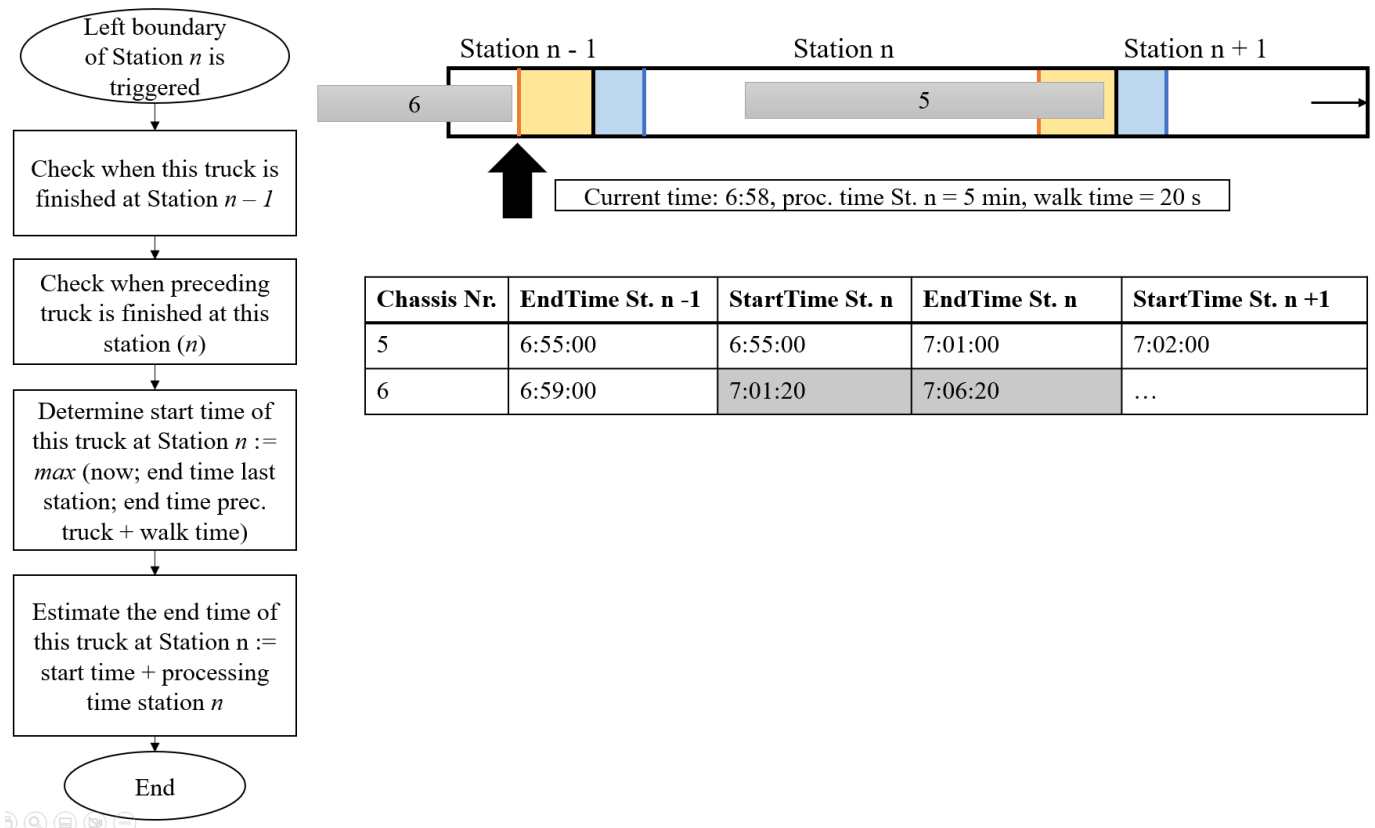 Left boundary
of Station n is
triggered
Check when this truck is
finished at Station n – 1
Check when preceding
truck is finished at this
station (n)
Determine start time of
this truck at Station n :=
max (now; end time last
station; end time prec.
truck + walk time)
Estimate the end time of
this truck at Station n :=
start time + processing
time station n
End
Station n - 1 Station n Station n + 1
6 5
Current time: 6:58, proc. time St. n = 5 min, walk time = 20 s
Chassis Nr. EndTime St. n -1 StartTime St. n EndTime St. n StartTime St. n +1
5 6:55:00 6:55:00 7:01:00 7:02:00
6 6:59:00 7:01:20 7:06:20 …